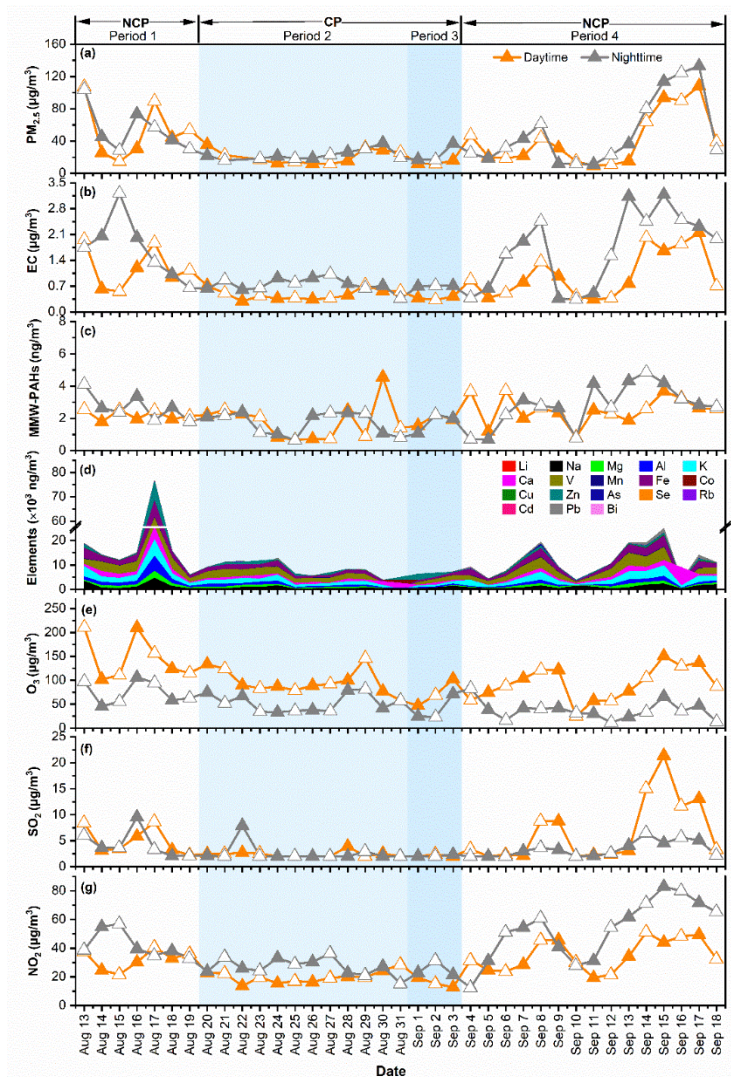 NCP CP NCP
Period 1 Period 2 Period 3 Period 4
(a)
Daytime Nighttime
PM2.5 (μg/m³)
160
120
80
40
0
(b)
EC (μg/m³)
3.5
2.8
2.1
1.4
0.7
0.0
(c)
MMW-PAHs (ng/m³)
8
6
4
2
0
(d)
Elements (×10³ ng/m³)
80
70
60
20
10
0
Li Na Mg Al K
Ca V Mn Fe Co
Cu Zn As Se Rb
Cd Pb Bi
(e)
O3 (μg/m³)
250
200
150
100
50
0
(f)
SO2 (μg/m³)
25
20
15
10
5
0
(g)
NO2 (μg/m³)
80
60
40
20
0
Aug 13
Aug 14
Aug 15
Aug 16
Aug 17
Aug 18
Aug 19
Aug 20
Aug 21
Aug 22
Aug 23
Aug 24
Aug 25
Aug 26
Aug 27
Aug 28
Aug 29
Aug 30
Aug 31
Sep 1
Sep 2
Sep 3
Sep 4
Sep 5
Sep 6
Sep 7
Sep 8
Sep 9
Sep 10
Sep 11
Sep 12
Sep 13
Sep 14
Sep 15
Sep 16
Sep 17
Sep 18
Date